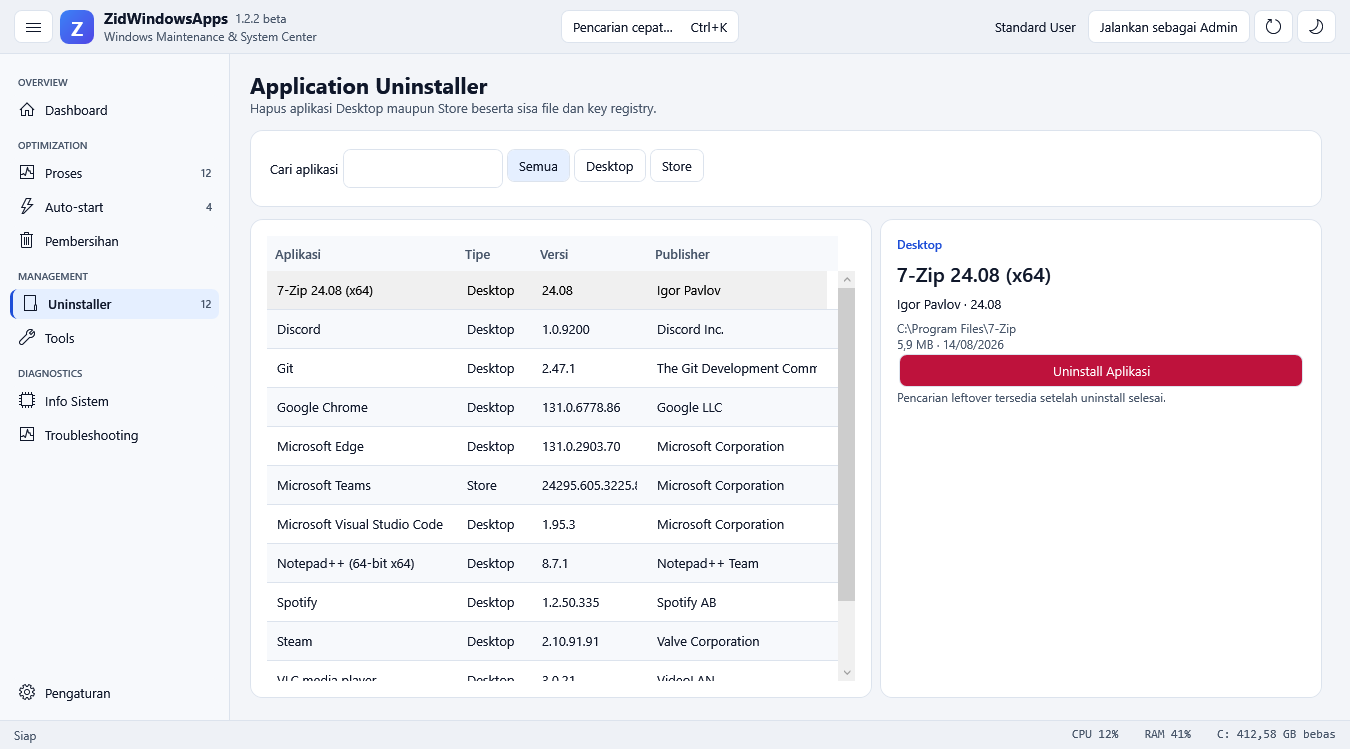 ZidWindowsApps 1.2.2 beta
Windows Maintenance & System Center
Pencarian cepat... Ctrl+K
Standard User
Jalankan sebagai Admin
OVERVIEW
Dashboard
OPTIMIZATION
Proses 12
Auto-start 4
Pembersihan
MANAGEMENT
Uninstaller 12
Tools
DIAGNOSTICS
Info Sistem
Troubleshooting
Pengaturan
Application Uninstaller
Hapus aplikasi Desktop maupun Store beserta sisa file dan key registry.
Cari aplikasi
Semua
Desktop
Store
Aplikasi Tipe Versi Publisher
7-Zip 24.08 (x64) Desktop 24.08 Igor Pavlov
Discord Desktop 1.0.9200 Discord Inc.
Git Desktop 2.47.1 The Git Development Comm
Google Chrome Desktop 131.0.6778.86 Google LLC
Microsoft Edge Desktop 131.0.2903.70 Microsoft Corporation
Microsoft Teams Store 24295.605.3225.8 Microsoft Corporation
Microsoft Visual Studio Code Desktop 1.95.3 Microsoft Corporation
Notepad++ (64-bit x64) Desktop 8.7.1 Notepad++ Team
Spotify Desktop 1.2.50.335 Spotify AB
Steam Desktop 2.10.91.91 Valve Corporation
VLC media player Desktop 3.0.21 VideoLAN
Desktop
7-Zip 24.08 (x64)
Igor Pavlov · 24.08
C:\Program Files\7-Zip
5,9 MB · 14/08/2026
Uninstall Aplikasi
Pencarian leftover tersedia setelah uninstall selesai.
Siap
CPU 12% RAM 41% C: 412,58 GB bebas